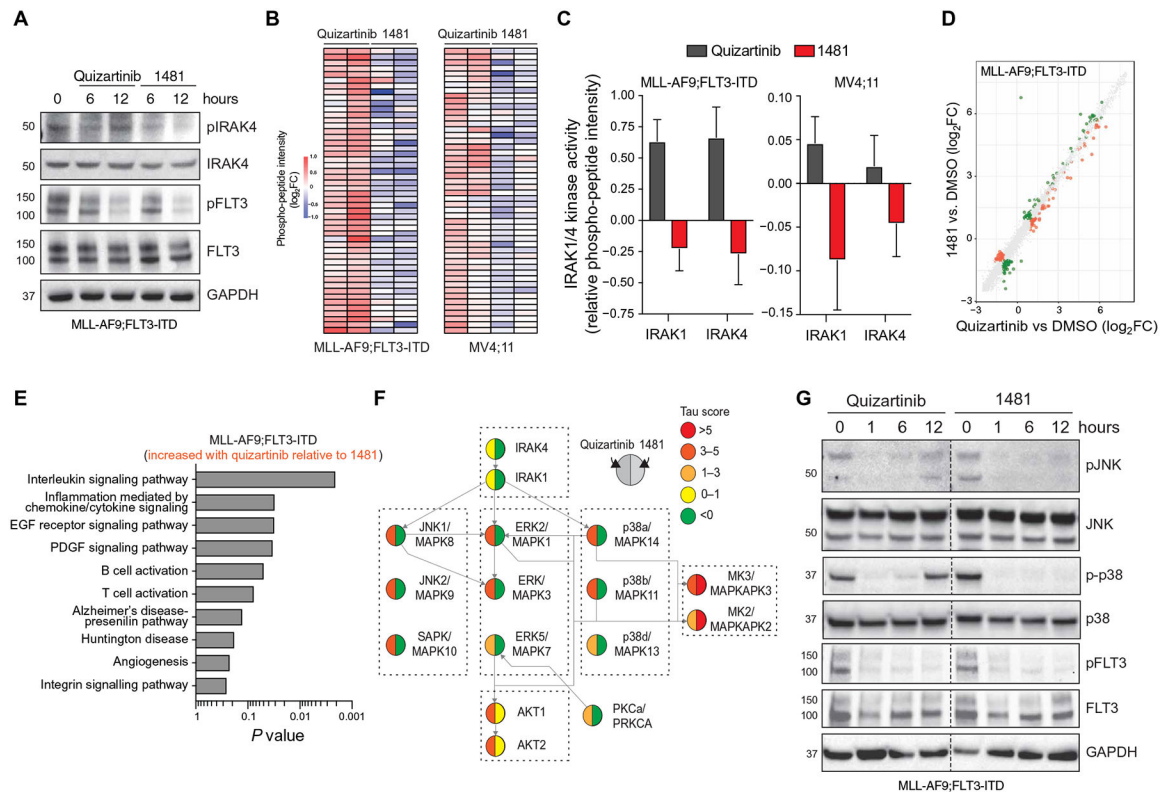 A
Quizartinib 1481
0 6 12 6 12 hours
50 pIRAK4
50 IRAK4
150 pFLT3
100
150 FLT3
100
37 GAPDH
MLL-AF9;FLT3-ITD
B
Quizartinib 1481 Quizartinib 1481
Phospho-peptide intensity
(log2FC)
1.0
0
−1.0
MLL-AF9;FLT3-ITD MV4;11
C
Quizartinib 1481
MLL-AF9;FLT3-ITD MV4;11
IRAK1/4 kinase activity
(relative phospho-peptide intensity)
0.75
0.50
0.25
0.00
−0.25
−0.50
−0.75
IRAK1 IRAK4
0.10
0.05
0.00
−0.05
−0.10
−0.15
IRAK1 IRAK4
D
MLL-AF9;FLT3-ITD
1481 vs. DMSO (log2FC)
9
6
3
0
−3
−3 0 3 6 9
Quizartinib vs DMSO (log2FC)
E
MLL-AF9;FLT3-ITD
(increased with quizartinib relative to 1481)
Interleukin signaling pathway
Inflammation mediated by
chemokine/cytokine signaling
EGF receptor signaling pathway
PDGF signaling pathway
B cell activation
T cell activation
Alzheimer's disease-
presenilin pathway
Huntington disease
Angiogenesis
Integrin signalling pathway
1 0.1 0.01 0.001
P value
F
IRAK4
IRAK1
Quizartinib 1481
Tau score
>5
3–5
1–3
0–1
<0
JNK1/
MAPK8
ERK2/
MAPK1
p38a/
MAPK14
JNK2/
MAPK9
ERK/
MAPK3
p38b/
MAPK11
MK3/
MAPKAPK3
MK2/
MAPKAPK2
SAPK/
MAPK10
ERK5/
MAPK7
p38d/
MAPK13
AKT1
AKT2
PKCa/
PRKCA
G
Quizartinib 1481
0 1 6 12 0 1 6 12 hours
50 pJNK
50 JNK
37 p-p38
37 p38
150 pFLT3
100
150 FLT3
100
37 GAPDH
MLL-AF9;FLT3-ITD